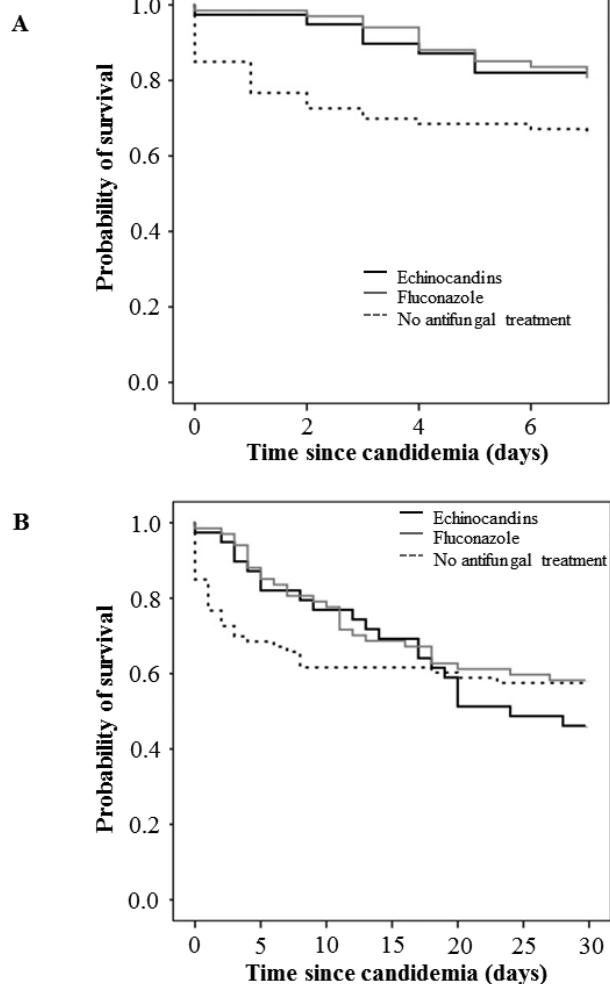 A
Probability of survival
1.0
0.8
0.6
0.4
0.2
0.0
Echinocandins
Fluconazole
No antifungal treatment
0 2 4 6
Time since candidemia (days)
B
Probability of survival
1.0
0.8
0.6
0.4
0.2
0.0
Echinocandins
Fluconazole
No antifungal treatment
0 5 10 15 20 25 30
Time since candidemia (days)